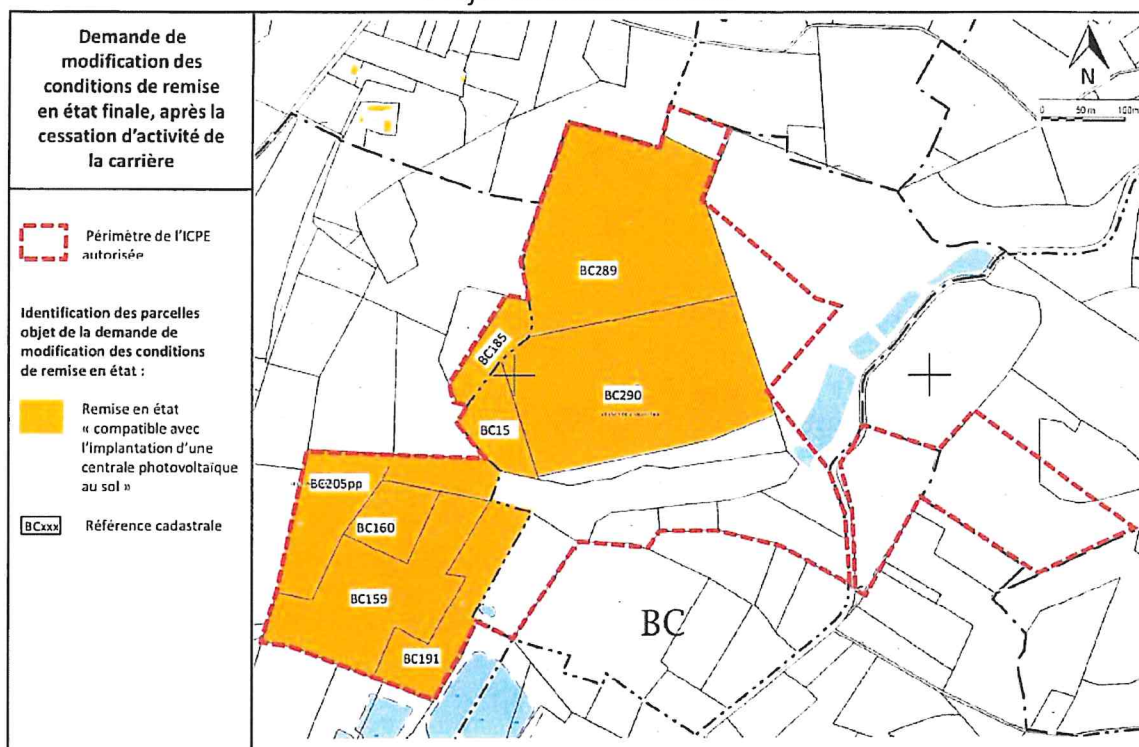 Demande de
modification des
conditions de remise
en état finale, après la
cessation d'activité de
la carrière
Périmètre de l'ICPE
autorisée
Identification des parcelles
objet de la demande de
modification des conditions
de remise en état :
Remise en état
« compatible avec
l'implantation d'une
centrale photovoltaïque
au sol »
BCxxx Référence cadastrale
N
0 50 m 100m
BC289
BC185
BC290
BC15
BC205pp
BC160
BC159
BC191
BC